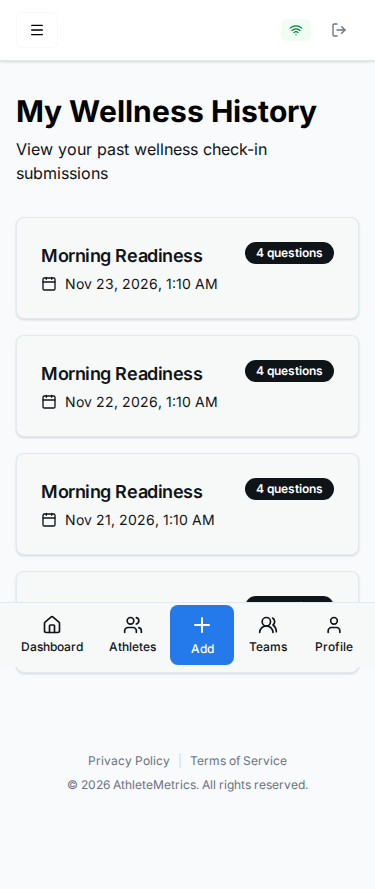 My Wellness History
View your past wellness check-in
submissions
Morning Readiness
4 questions
Nov 23, 2026, 1:10 AM
Morning Readiness
4 questions
Nov 22, 2026, 1:10 AM
Morning Readiness
4 questions
Nov 21, 2026, 1:10 AM
Dashboard
Athletes
Add
Teams
Profile
Privacy Policy
Terms of Service
© 2026 AthleteMetrics. All rights reserved.